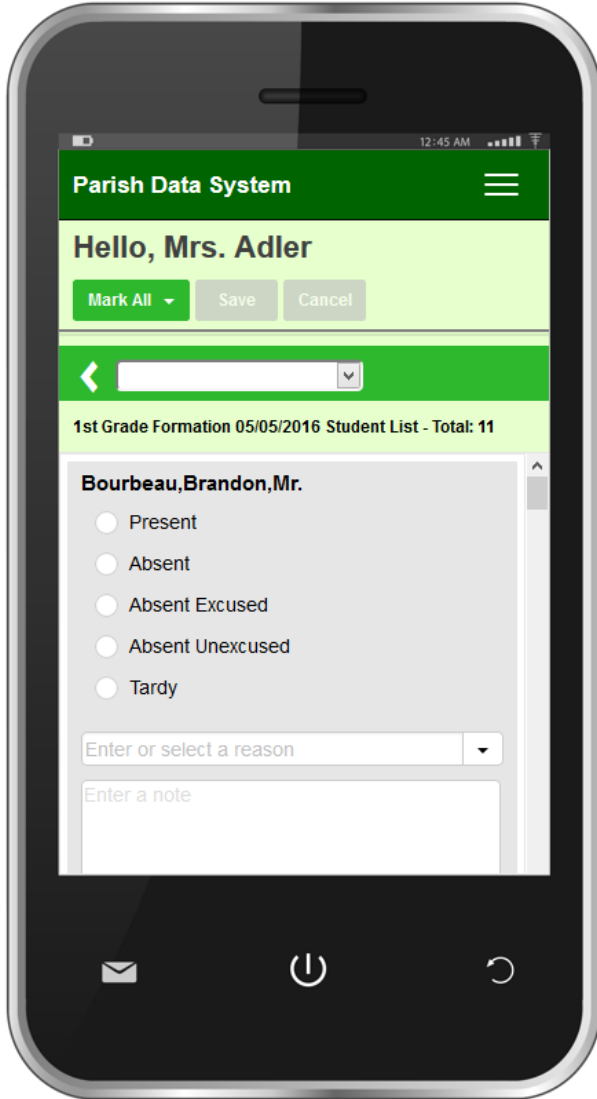 12:45 AM
Parish Data System
Hello, Mrs. Adler
Mark All Save Cancel
1st Grade Formation 05/05/2016 Student List - Total: 11
Bourbeau,Brandon,Mr.
Present
Absent
Absent Excused
Absent Unexcused
Tardy
Enter or select a reason
Enter a note